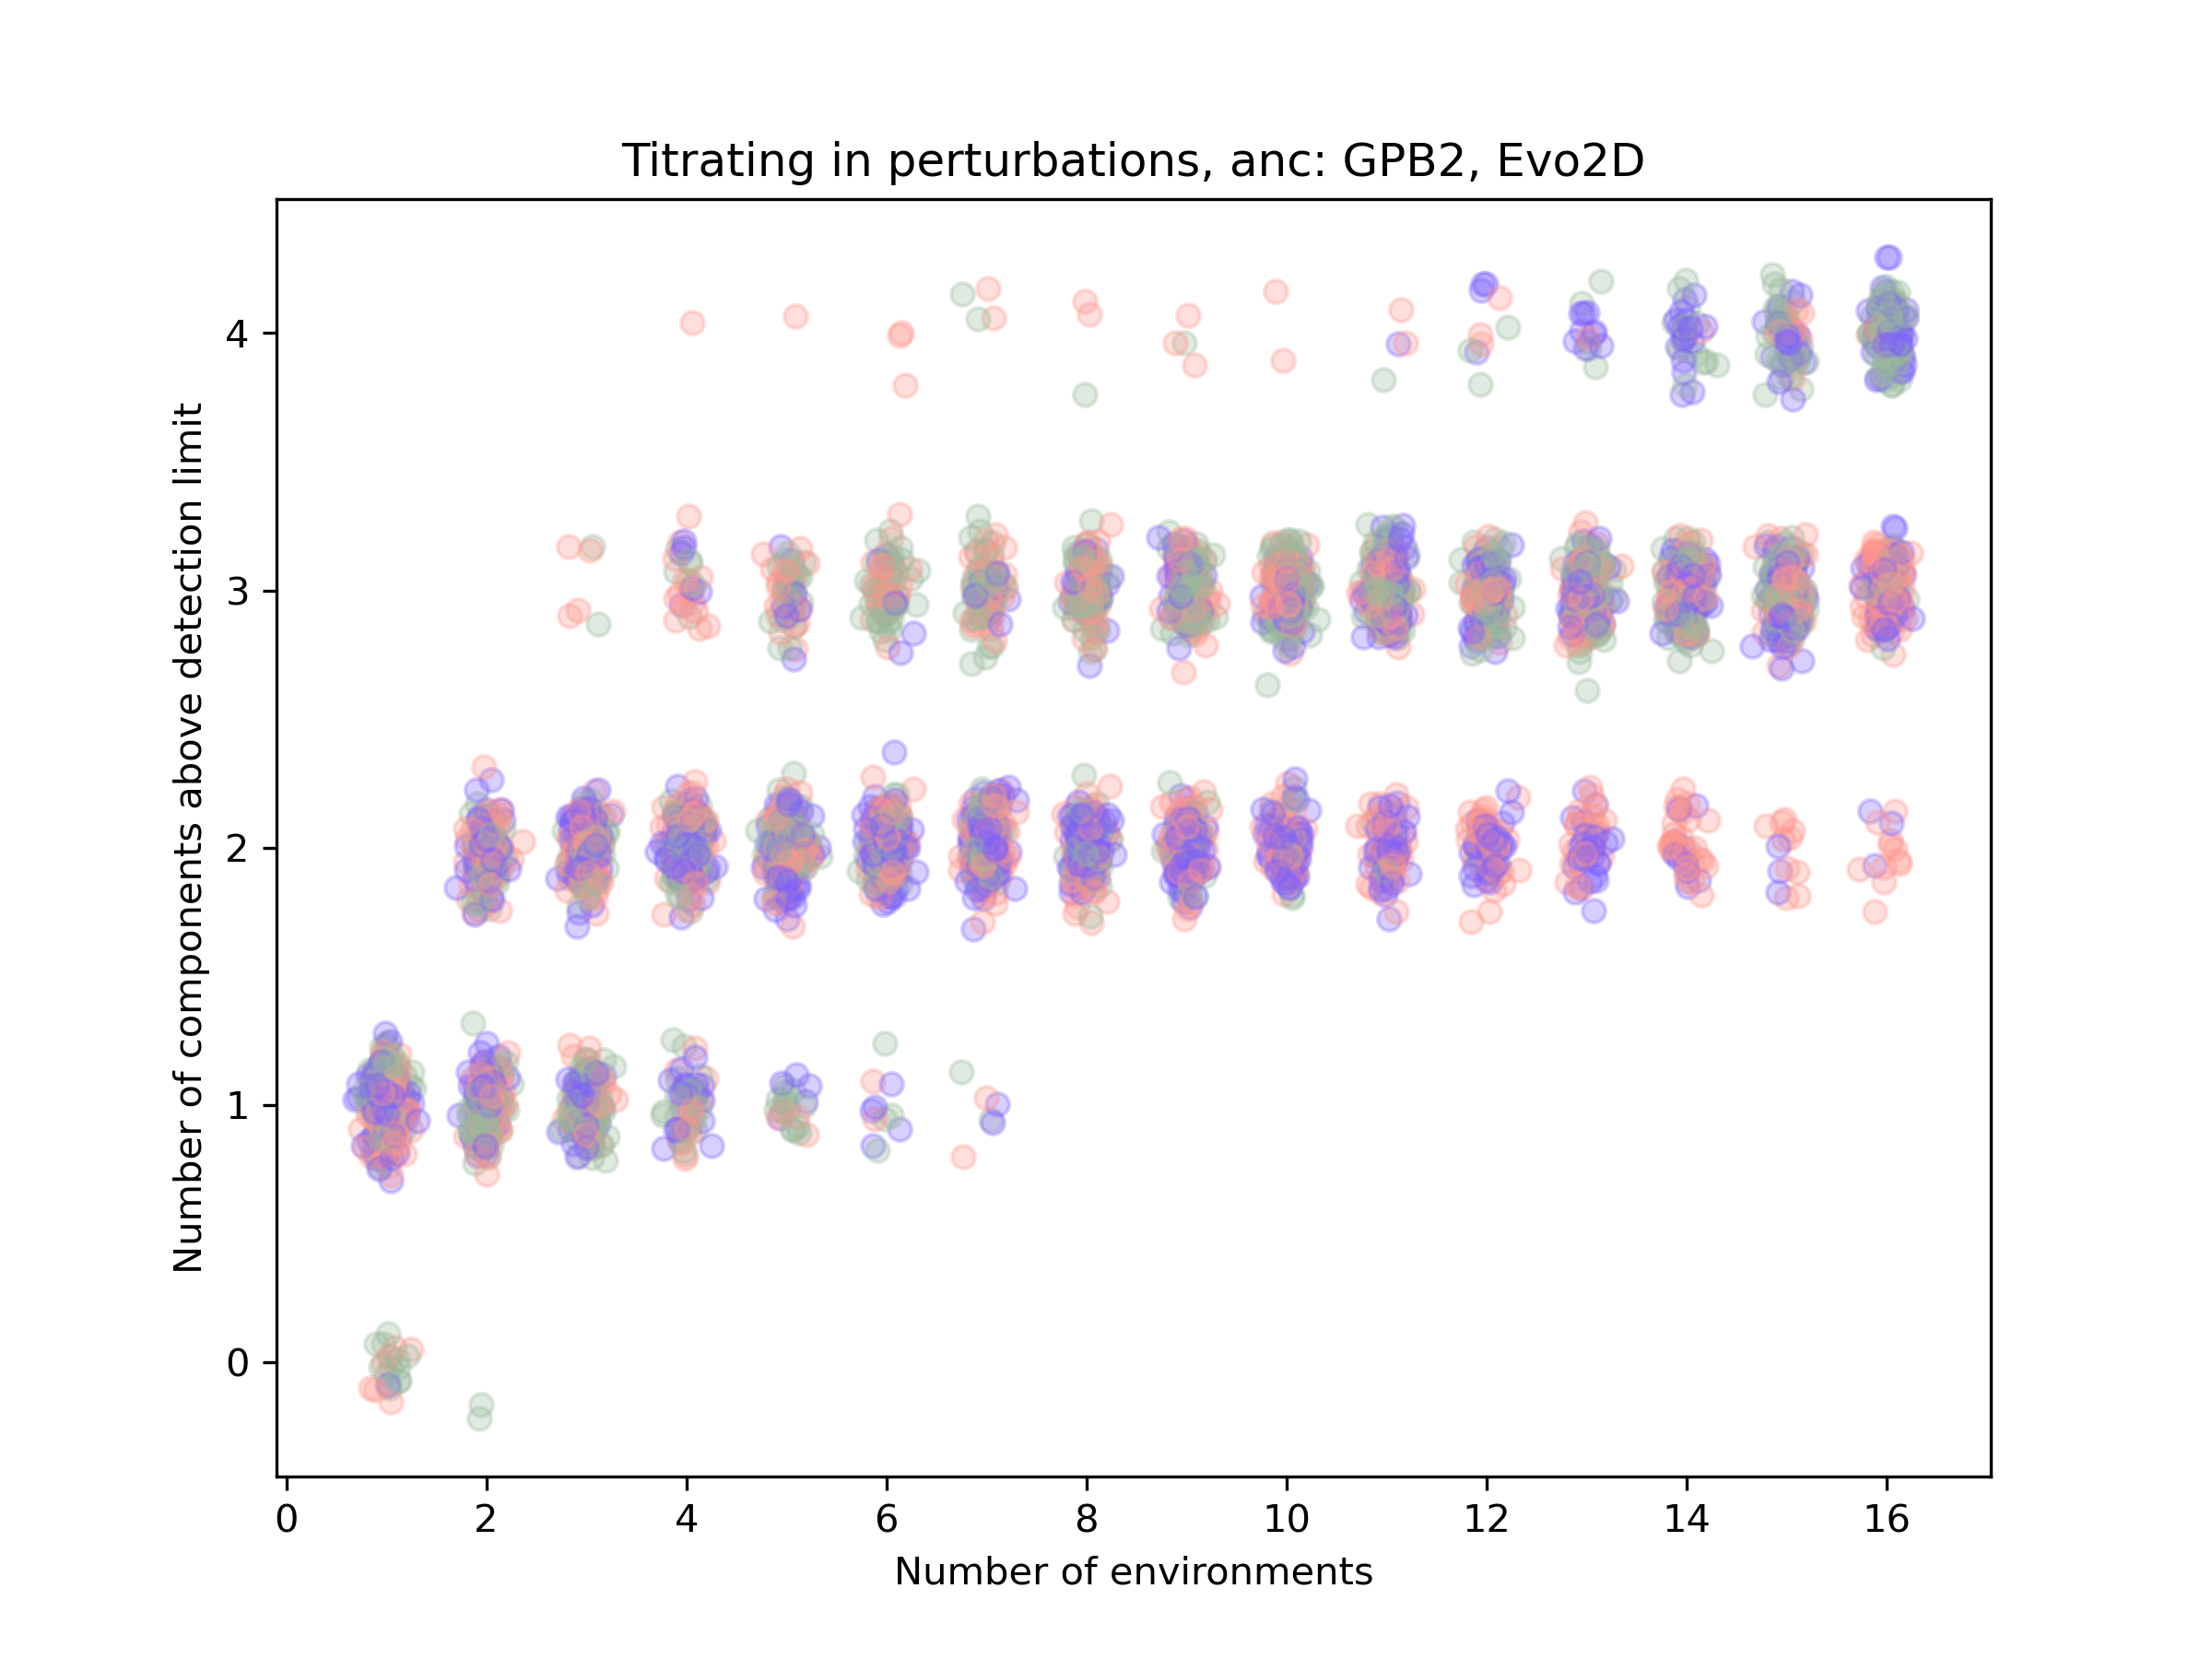 Titrating in perturbations, anc: GPB2, Evo2D
Number of components above detection limit
4
3
2
1
0
0 2 4 6 8 10 12 14 16
Number of environments